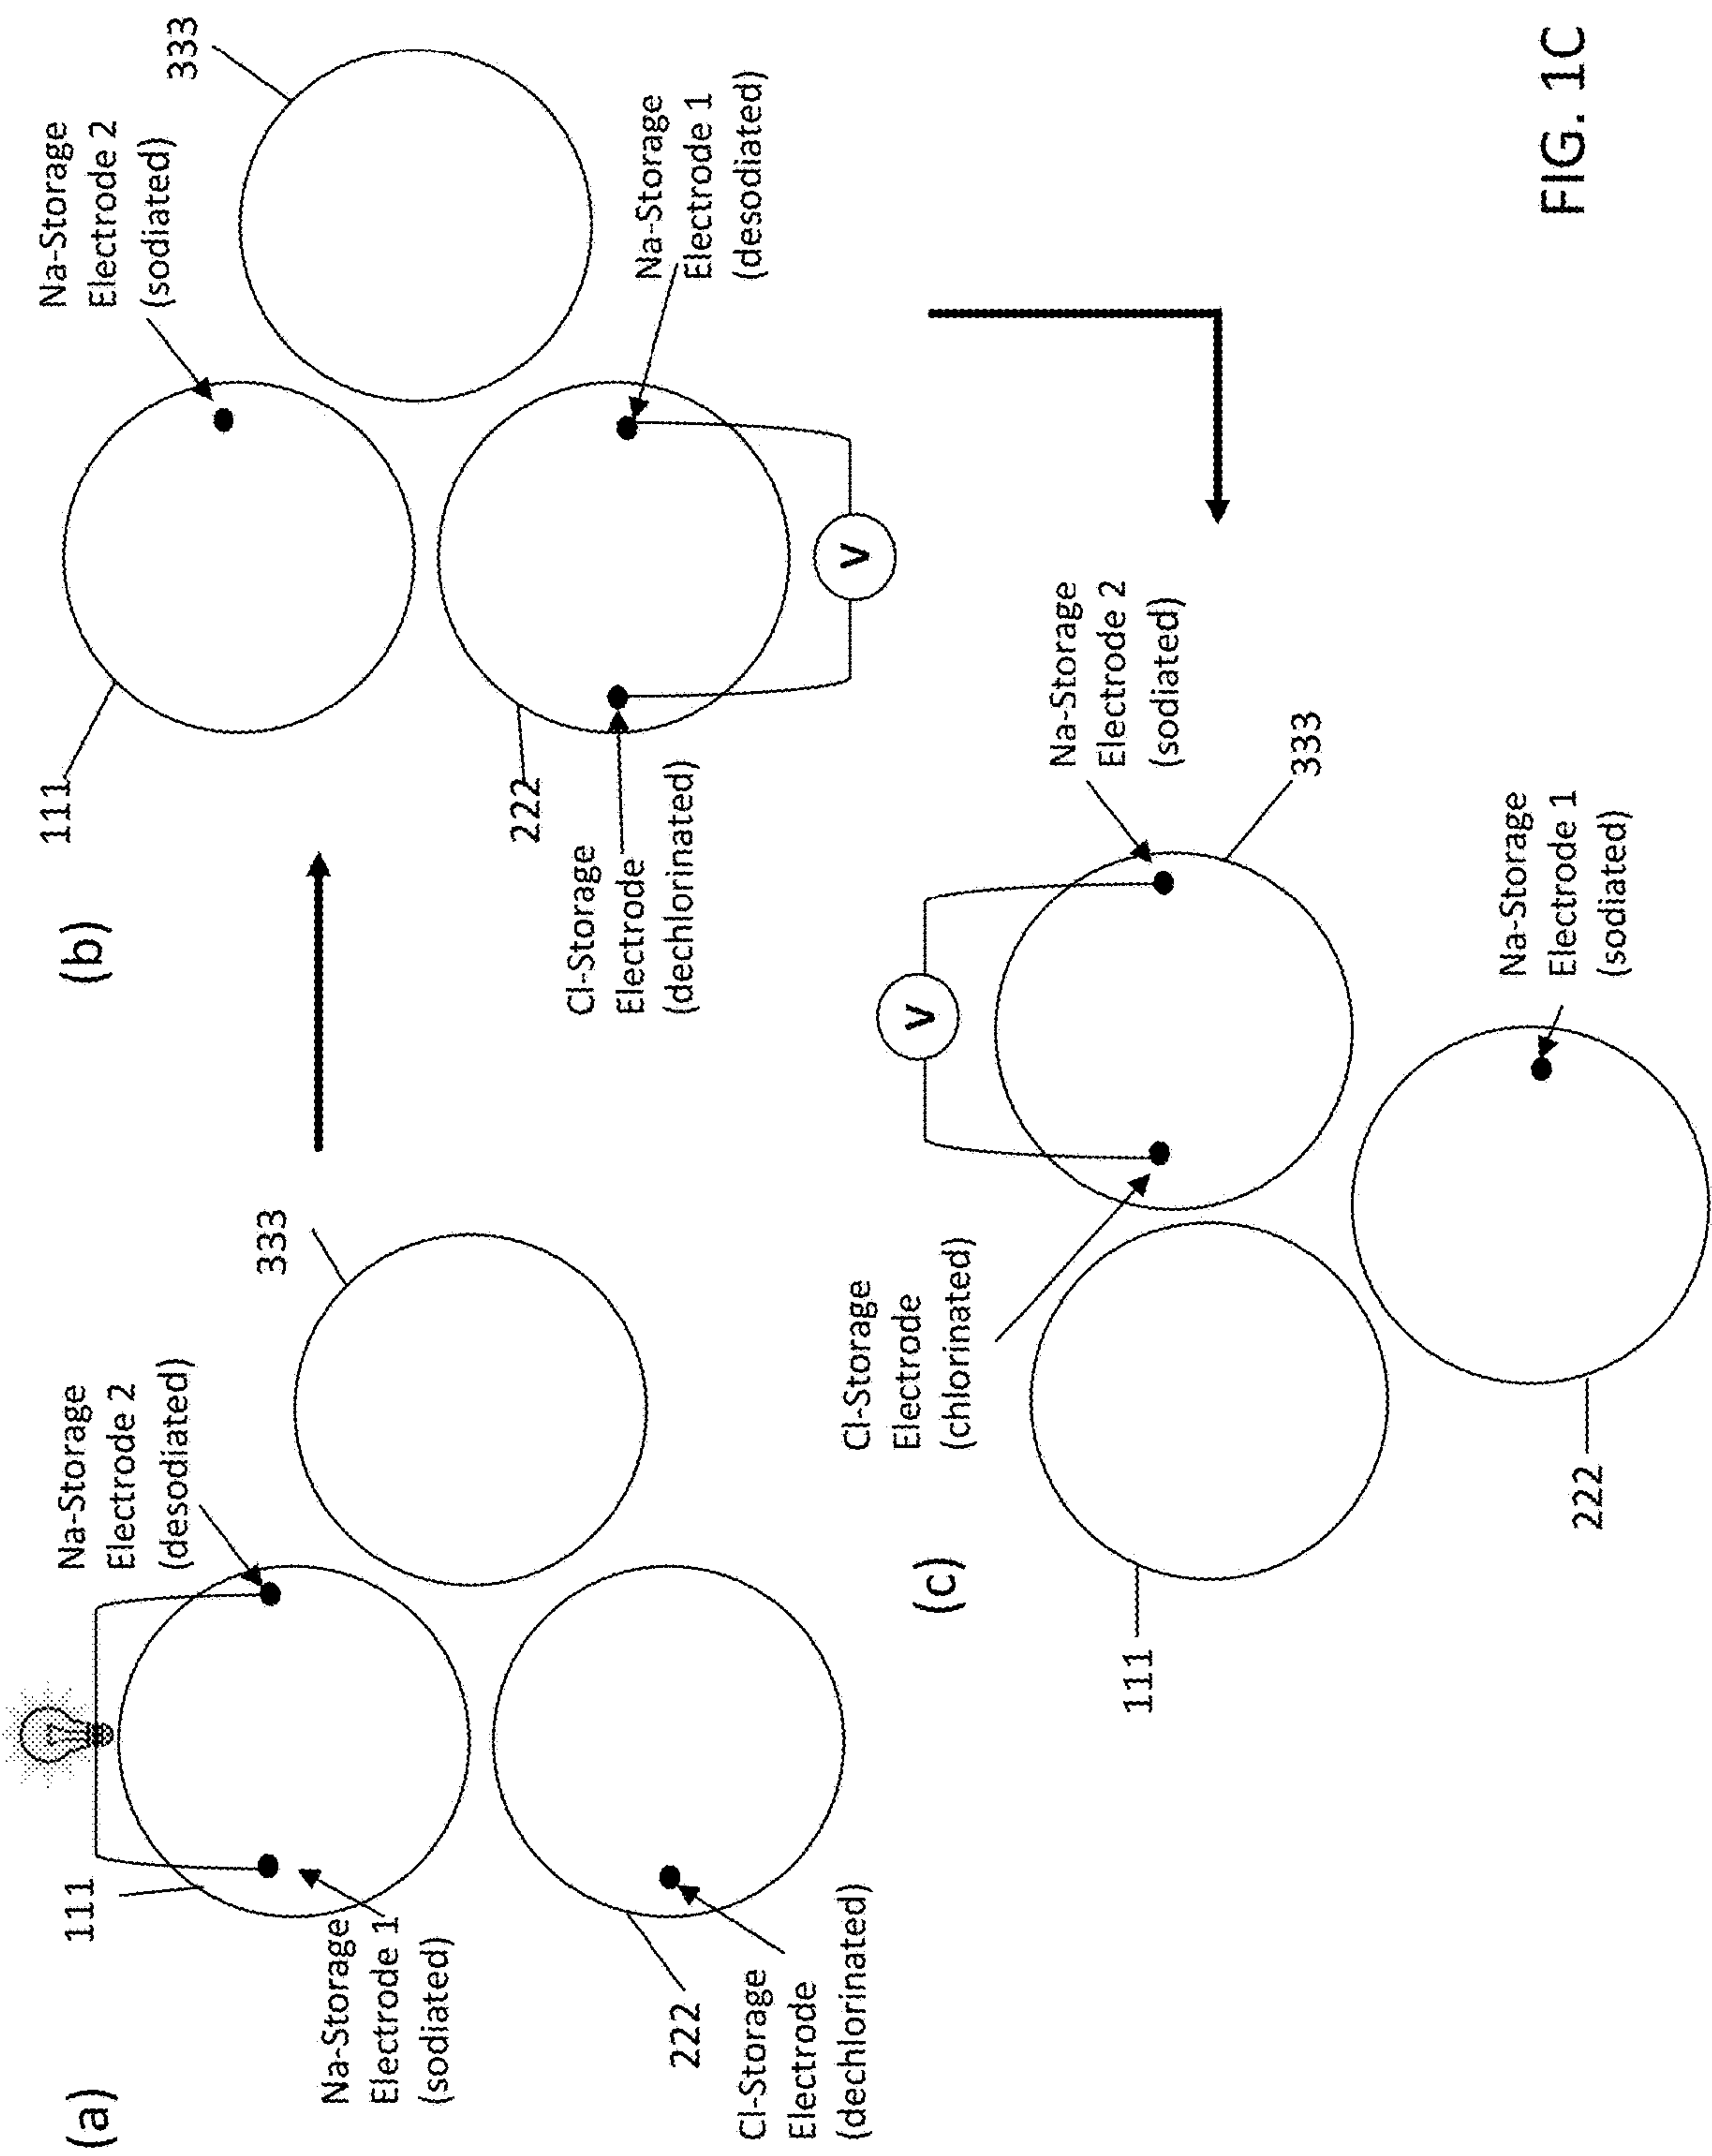 (a)
111
Na-Storage
Electrode 2
(desodiated)
333
Na-Storage
Electrode 1
(sodiated)
222
Cl-Storage
Electrode
(dechlorinated)
(b)
111
Na-Storage
Electrode 2
(sodiated)
333
222
Cl-Storage
Electrode
(dechlorinated)
Na-Storage
Electrode 1
(desodiated)
V
(c)
Cl-Storage
Electrode
(chlorinated)
V
Na-Storage
Electrode 2
(sodiated)
333
111
222
Na-Storage
Electrode 1
(sodiated)
FIG. 1C